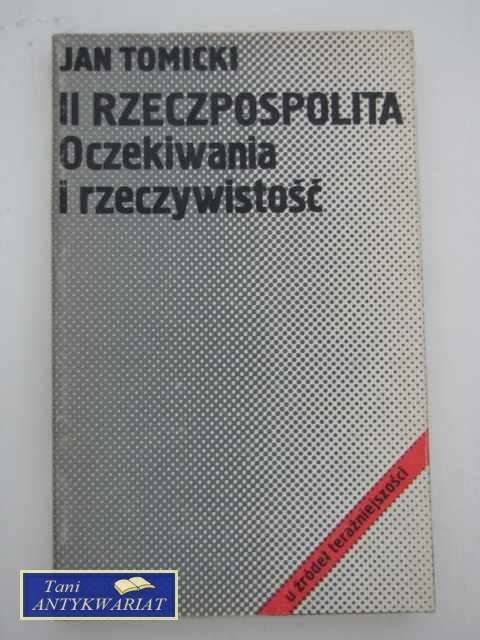 JAN TOMICKI
II RZECZPOSPOLITA
Oczekiwania
i rzeczywistość
u źródeł teraźniejszości
Tani
ANTYKWARIAT